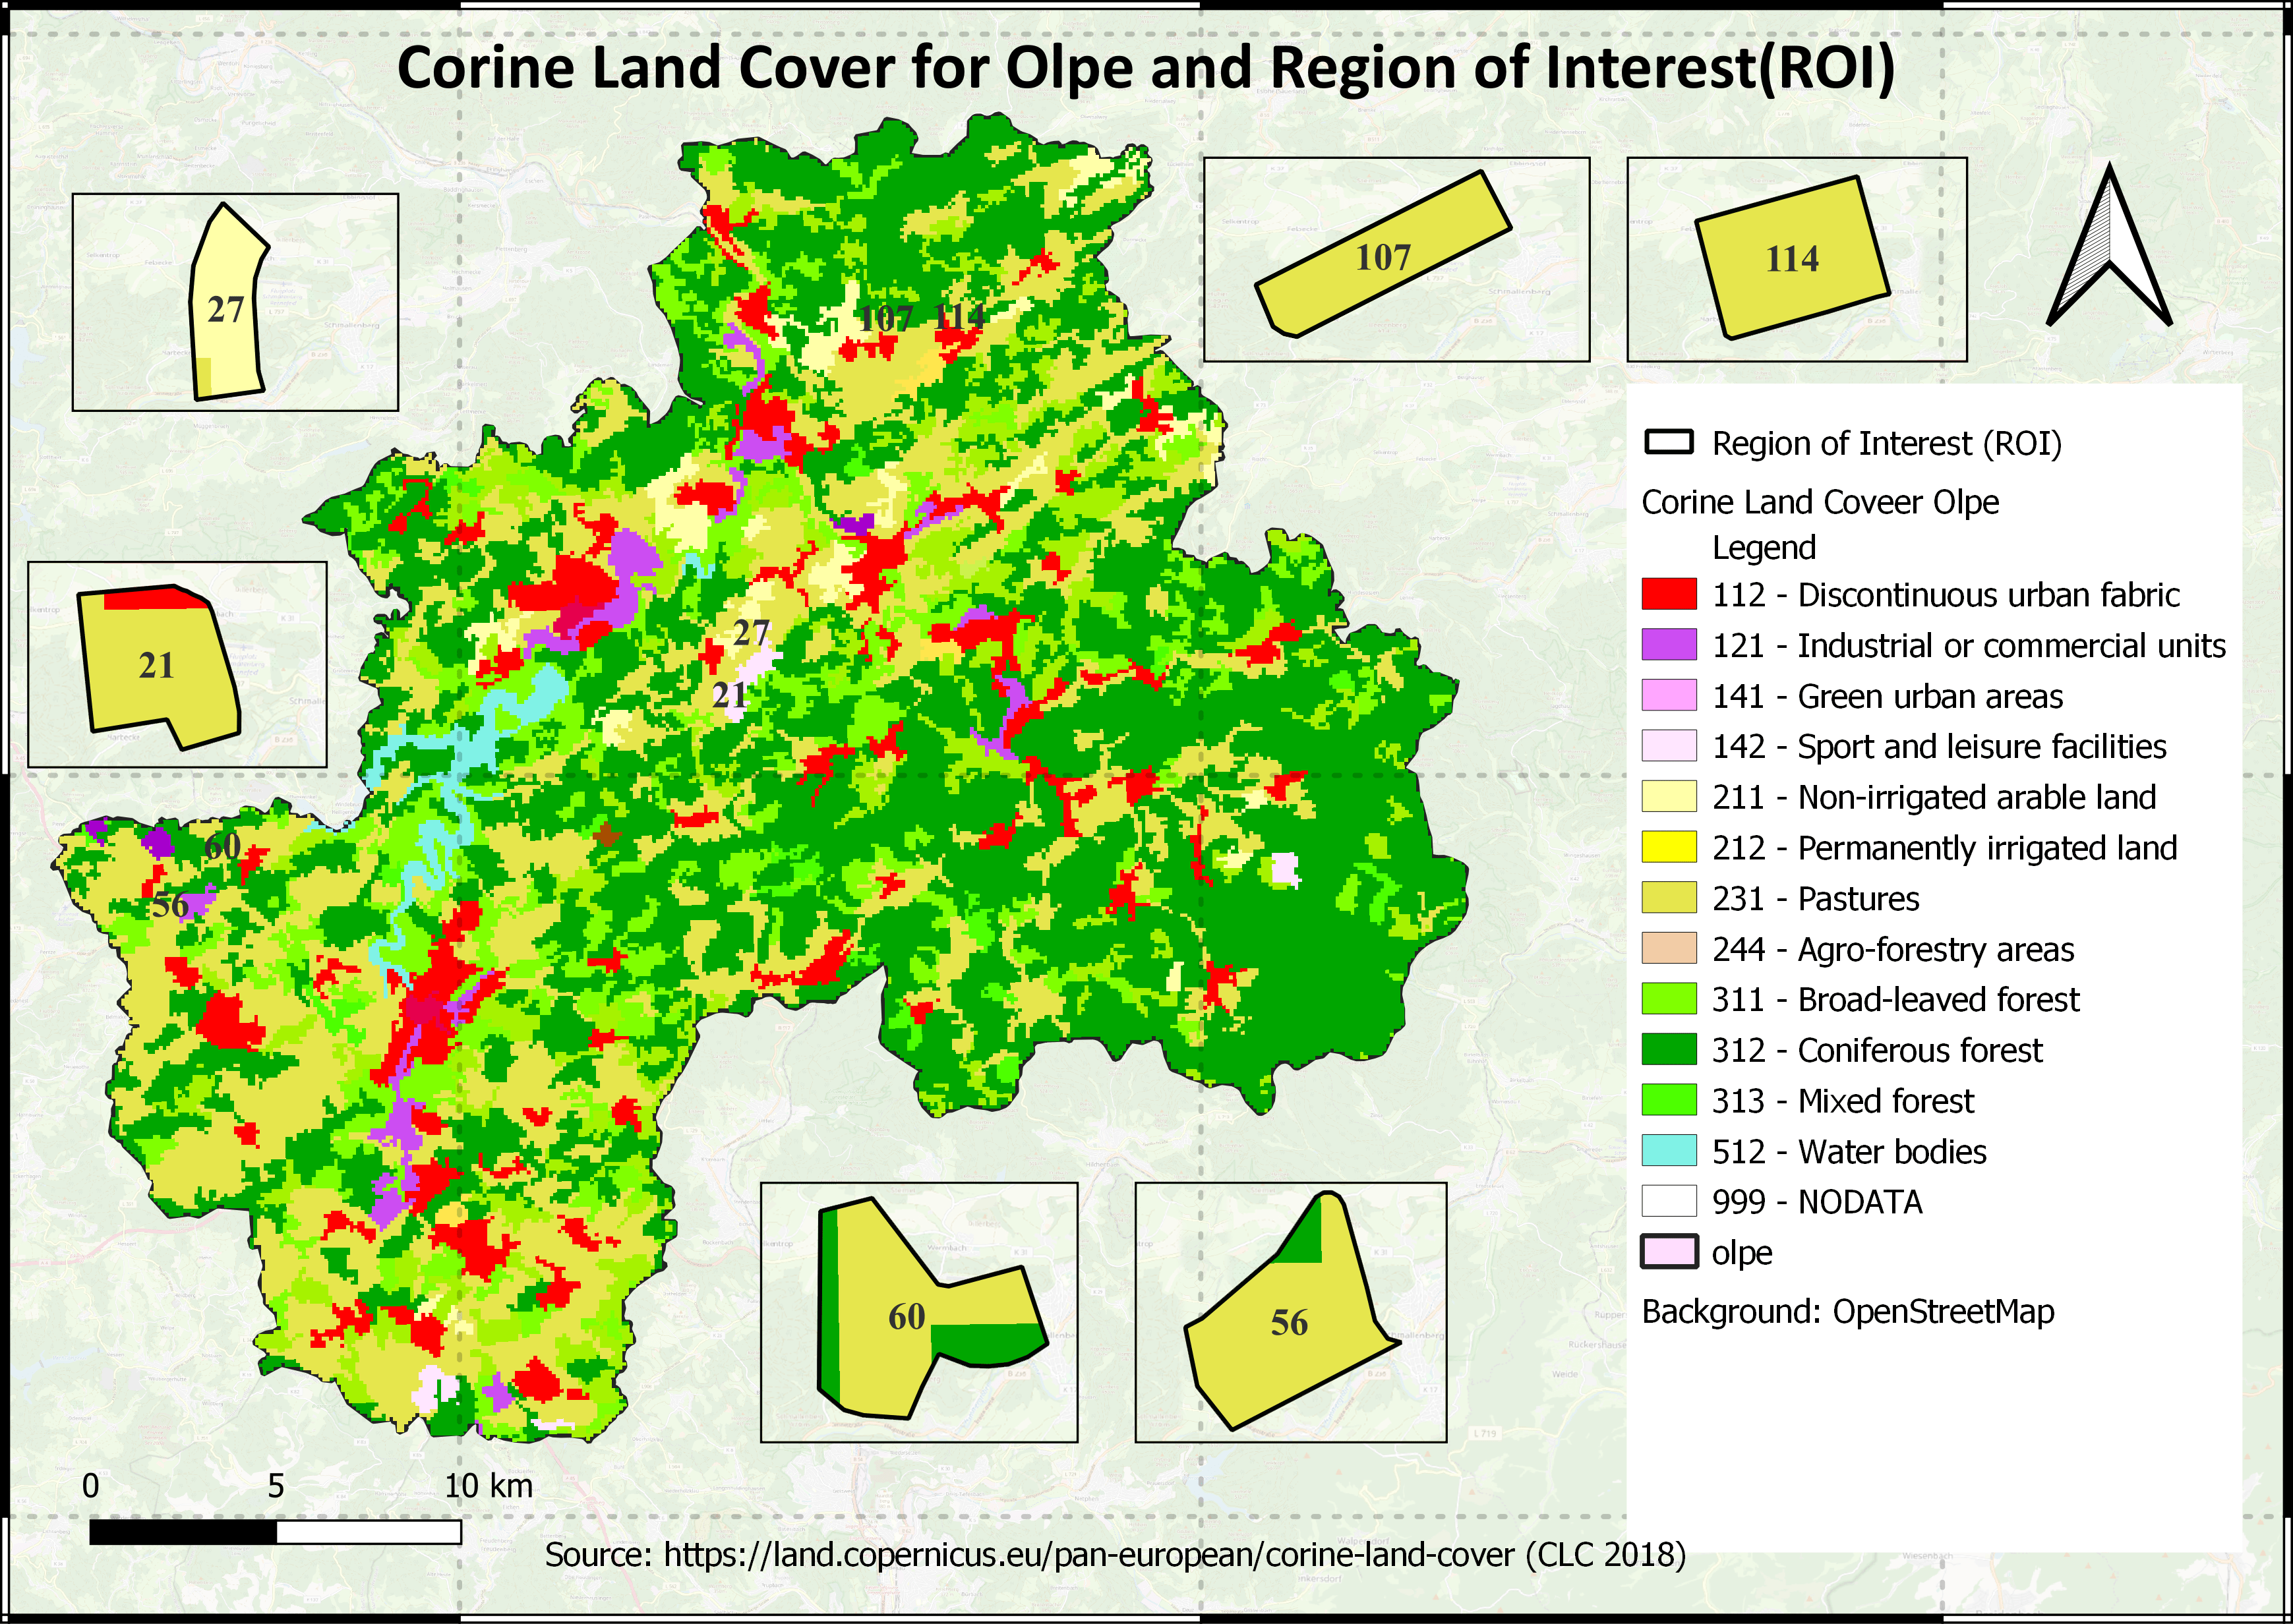 Corine Land Cover for Olpe and Region of Interest(ROI)
27
107
114
107 114
21
27
21
60
56
60
56
Region of Interest (ROI)
Corine Land Coveer Olpe
Legend
112 - Discontinuous urban fabric
121 - Industrial or commercial units
141 - Green urban areas
142 - Sport and leisure facilities
211 - Non-irrigated arable land
212 - Permanently irrigated land
231 - Pastures
244 - Agro-forestry areas
311 - Broad-leaved forest
312 - Coniferous forest
313 - Mixed forest
512 - Water bodies
999 - NODATA
olpe
Background: OpenStreetMap
0 5 10 km
Source: https://land.copernicus.eu/pan-european/corine-land-cover (CLC 2018)
L 719